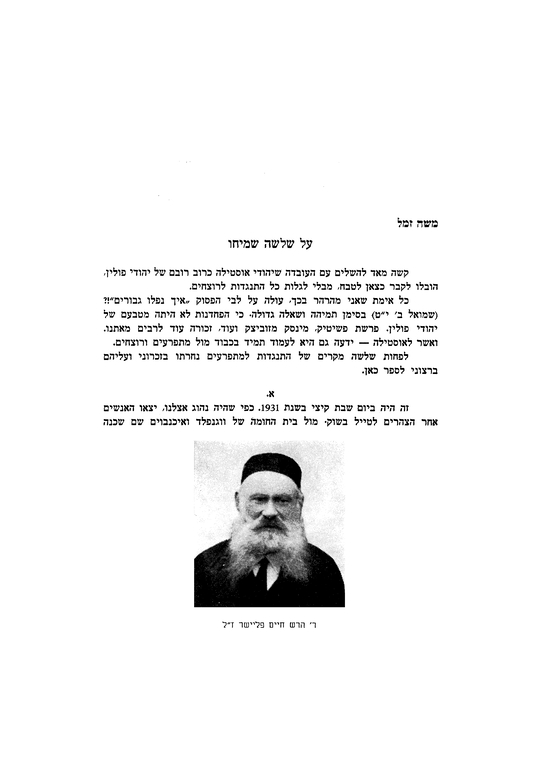 משה זמל
על שלשה שמיחו
קשה מאד להשלים עם העובדה שיהודי אוסטילה כרוב רובם של יהודי פולין,
הובלו לקבר כצאן לטבח, מבלי לגלות כל התנגדות לרוצחים.
כל אימת שאני מהרהר בכך, עולה על לבי הפסוק „איך נפלו גבורים״!?
(שמואל ב׳ י״ט) בסימן תמיהה ושאלה גדולה, כי הפחדנות לא היתה מטבעם של
יהודי פולין. פרשת פשיטיק, מינסק מזוביצק ועוד, זכורה עוד לרבים מאתנו,
ואשר לאוסטילה — ידעה גם היא לעמוד תמיד בכבוד מול מתפרעים ורוצחים.
לפחות שלשה מקרים של התנגדות למתפרעים נחרתו בזכרוני ועליהם
ברצוני לספר כאן.
א.
זה היה ביום שבת קיצי בשנת 1931. כפי שהיה נהוג אצלנו, יצאו האנשים
אחר הצהרים לטייל בשוק. מול בית החומה של ווגנפלד ואיכנבוים שם שכנה
ר׳ הרש חיים פליישר ז״ל